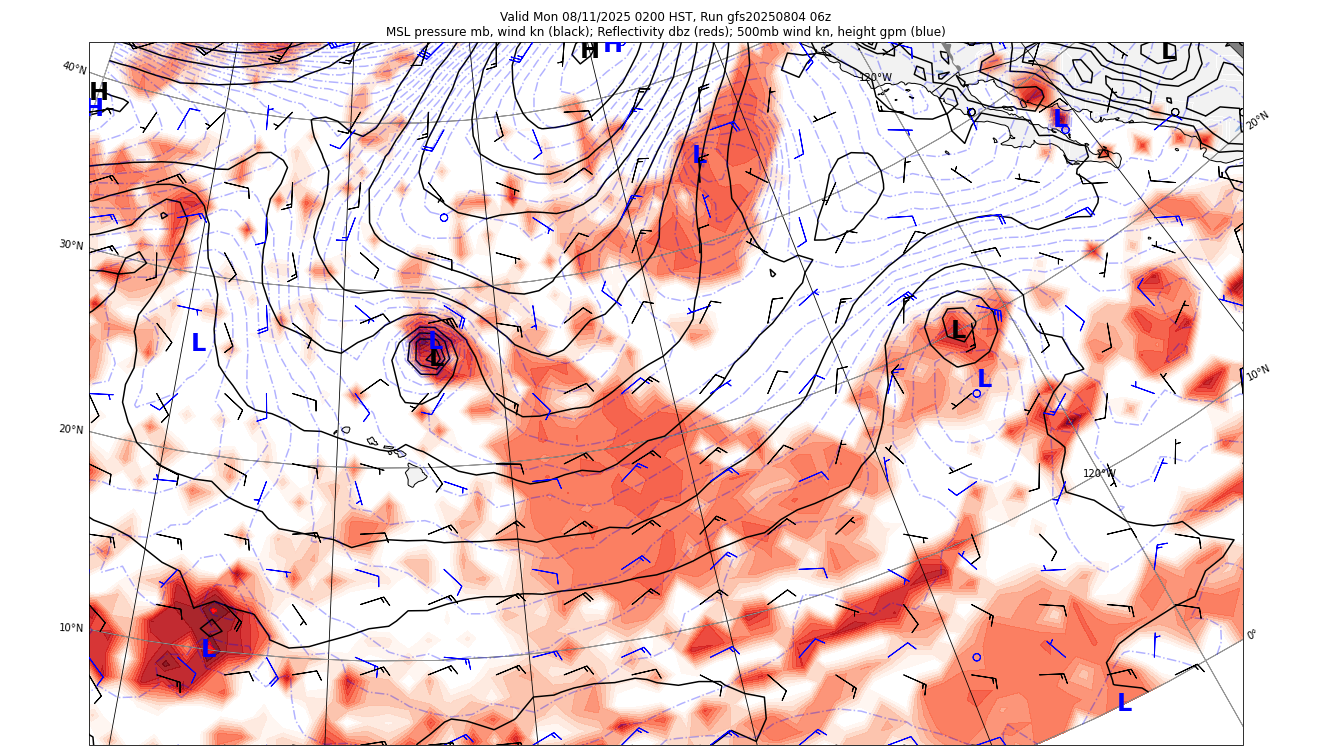 Valid Mon 08/11/2025 0200 HST, Run gfs20250804 06z
MSL pressure mb, wind kn (black); Reflectivity dbz (reds); 500mb wind kn, height gpm (blue)
H
H
L
40°N
120°W
H
H
L
20°N
L
30°N
L
L
L
L
L
10°N
20°N
120°W
10°N
L
0°
L